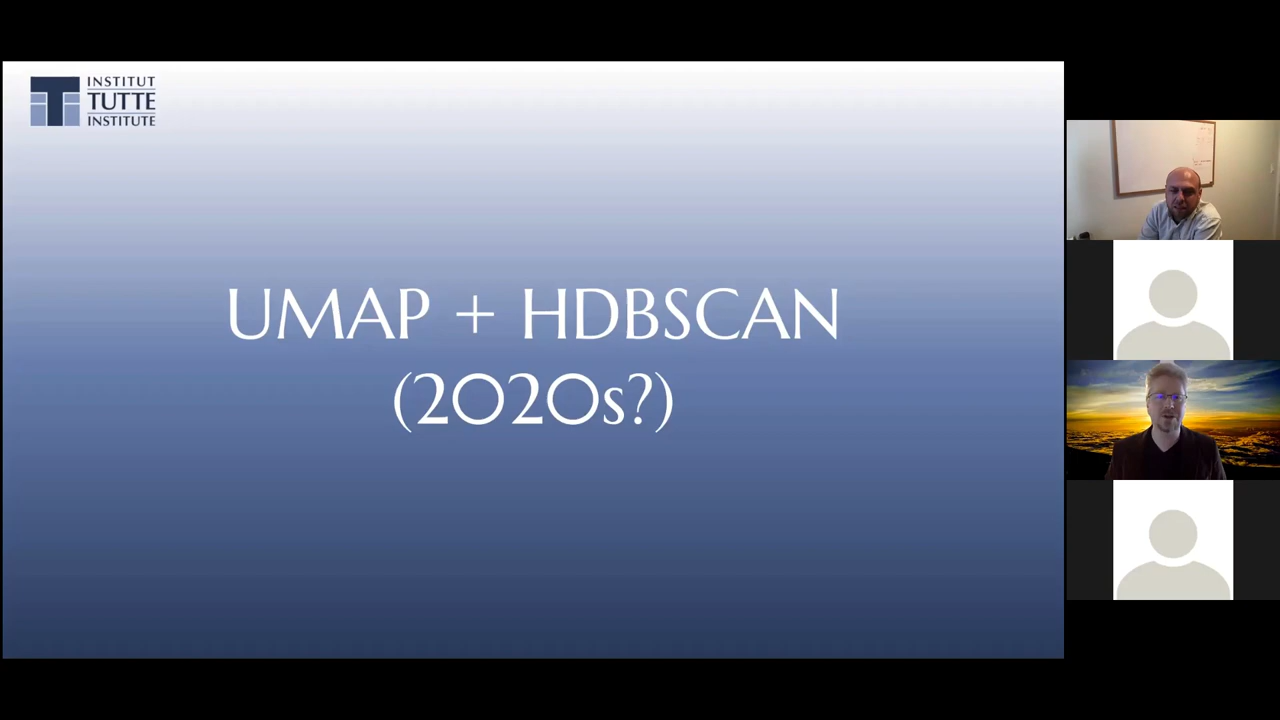 INSTITUT
TUTTE
INSTITUTE
UMAP + HDBSCAN
(2020s?)